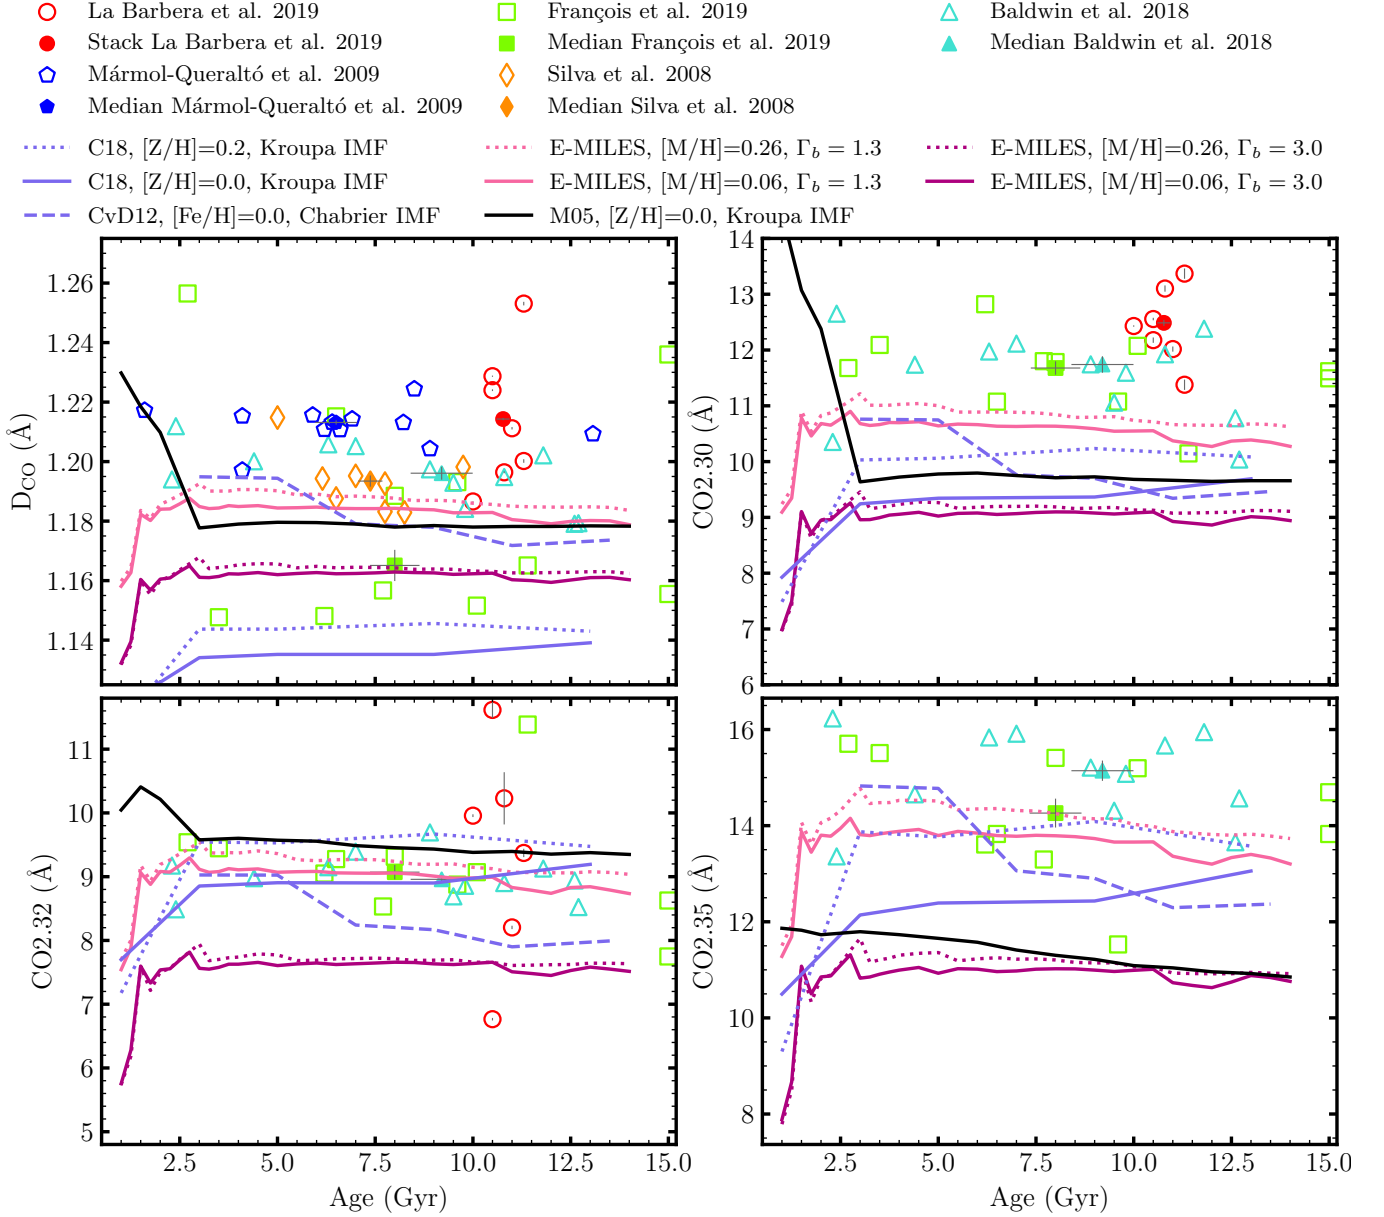 La Barbera et al. 2019
Stack La Barbera et al. 2019
Mármol-Queraltó et al. 2009
Median Mármol-Queraltó et al. 2009
François et al. 2019
Median François et al. 2019
Silva et al. 2008
Median Silva et al. 2008
Baldwin et al. 2018
Median Baldwin et al. 2018
C18, [Z/H]=0.2, Kroupa IMF
C18, [Z/H]=0.0, Kroupa IMF
CvD12, [Fe/H]=0.0, Chabrier IMF
E-MILES, [M/H]=0.26, Γb = 1.3
E-MILES, [M/H]=0.06, Γb = 1.3
M05, [Z/H]=0.0, Kroupa IMF
E-MILES, [M/H]=0.26, Γb = 3.0
E-MILES, [M/H]=0.06, Γb = 3.0
DCO (Å)
1.26
1.24
1.22
1.20
1.18
1.16
1.14
CO2.30 (Å)
14
13
12
11
10
9
8
7
6
CO2.32 (Å)
11
10
9
8
7
6
5
2.5 5.0 7.5 10.0 12.5 15.0
Age (Gyr)
CO2.35 (Å)
16
14
12
10
8
2.5 5.0 7.5 10.0 12.5 15.0
Age (Gyr)